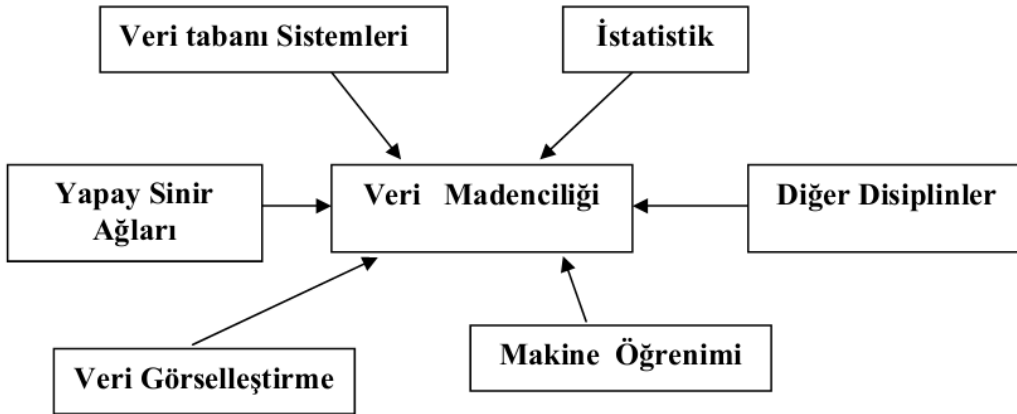 Veri tabanı Sistemleri
İstatistik
Yapay Sinir
Ağları
Veri Madenciliği
Diğer Disiplinler
Veri Görselleştirme
Makine Öğrenimi